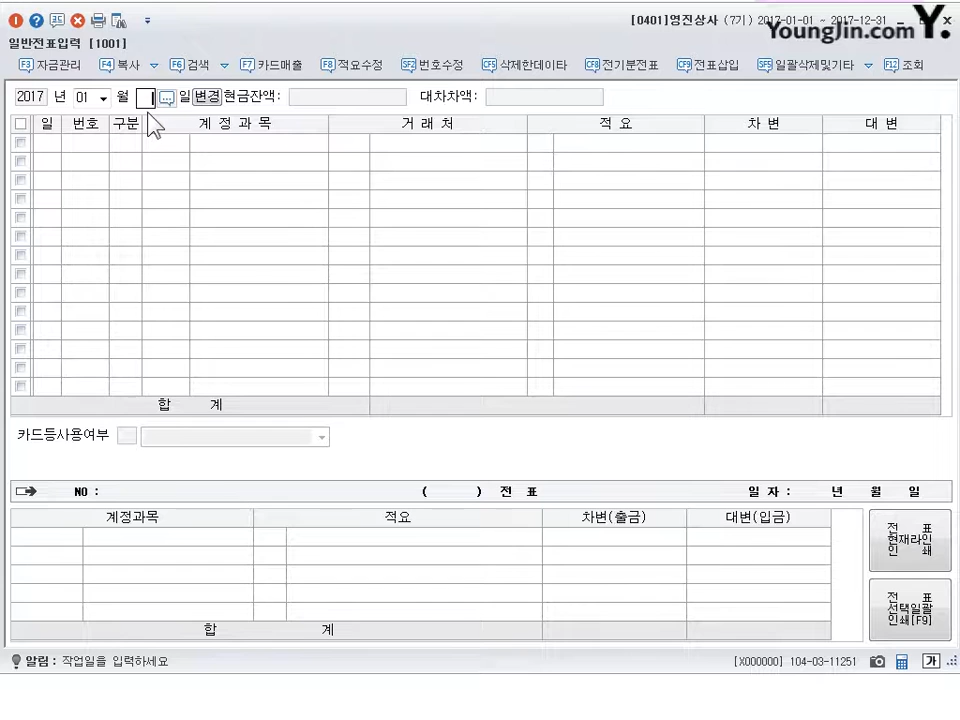 [0401]영진상사 (7기) 2017-01-01 ~ 2017-12-31
YoungJin.com Y.
일반전표입력 [1001]
F3 자금관리 F4 복사 F6 검색 F7 카드매출 F8 적요수정 SF2 번호수정 CF5 삭제한데이타 CF8 전기분전표 CF9 전표삽입 SF5 일괄삭제및기타 F12 조회
2017 년 01 월 일 변경 현금잔액: 대차차액:
일 번호 구분 계 정 과 목 거 래 처 적 요 차 변 대 변
합 계
카드등사용여부
NO : ( ) 전 표 일 자 : 년 월 일
계정과목 적요 차변(출금) 대변(입금)
전 표
현재라인
인 쇄
전 표
선택일괄
인쇄[F9]
합 계
알림 : 작업일을 입력하세요 [X000000] 104-03-11251 가